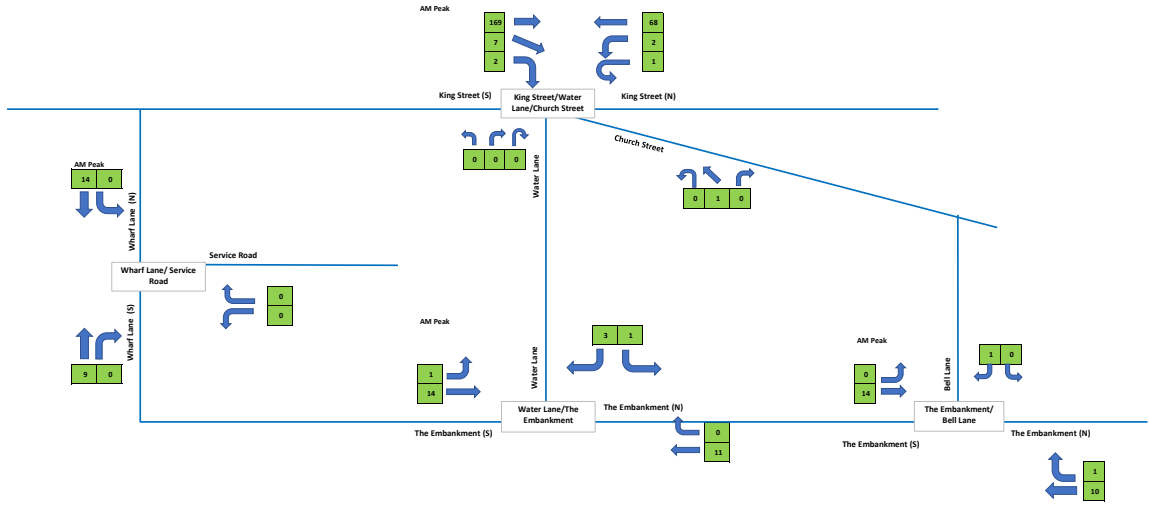 AM Peak
169
7
2
68
2
1
King Street (S)
King Street/Water
Lane/Church Street
King Street (N)
Church Street
0 0 0
Water Lane
0 1 0
AM Peak
14 0
Wharf Lane (N)
Service Road
Wharf Lane/ Service
Road
0
0
Wharf Lane (S)
9 0
AM Peak
1
14
Water Lane
3 1
Water Lane/The
Embankment
The Embankment (N)
The Embankment (S)
0
11
AM Peak
0
14
Bell Lane
1 0
The Embankment/
Bell Lane
The Embankment (S)
The Embankment (N)
1
10